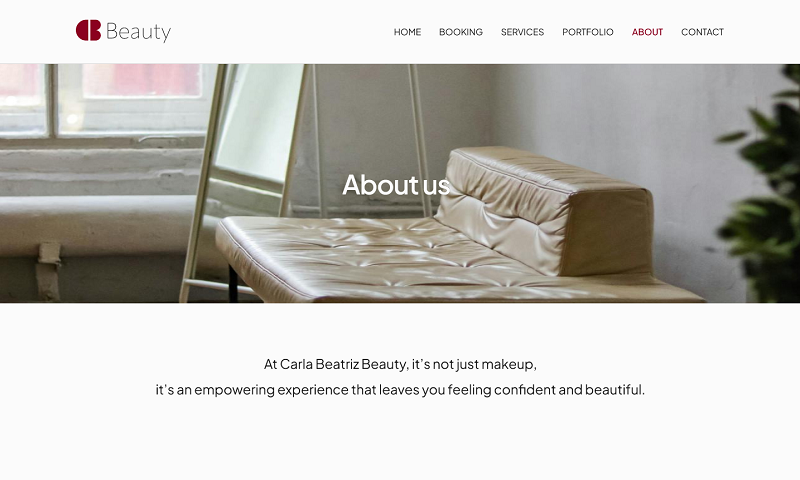 CB Beauty
HOME BOOKING SERVICES PORTFOLIO ABOUT CONTACT
About us
At Carla Beatriz Beauty, it's not just makeup,
it's an empowering experience that leaves you feeling confident and beautiful.